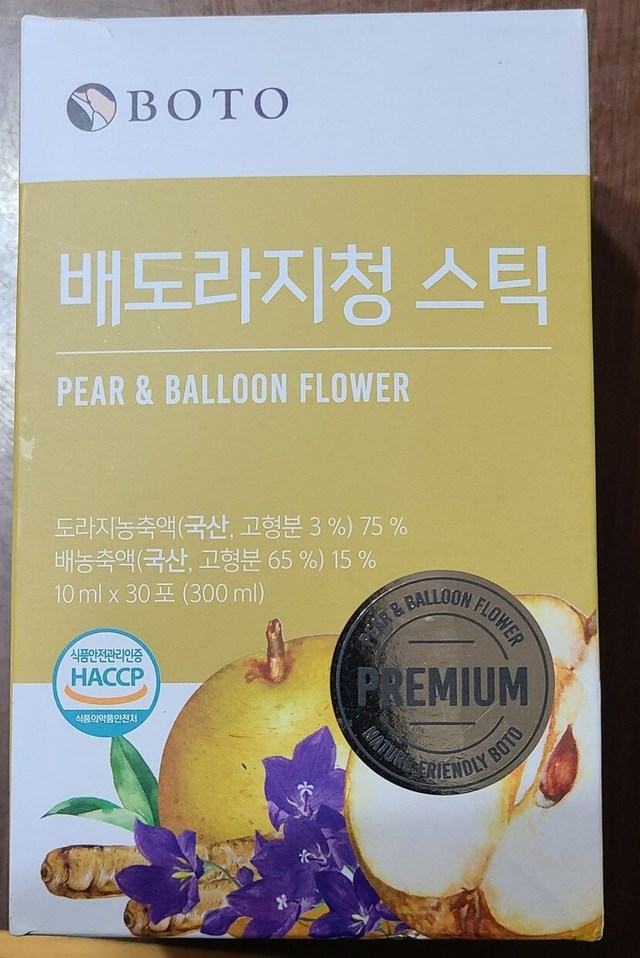 BOTO
배도라지청 스틱
PEAR & BALLOON FLOWER
도라지농축액(국산, 고형분 3 %) 75 %
배농축액(국산, 고형분 65 %) 15 %
10 ml x 30 포 (300 ml)
식품안전관리인증
HACCP
식품의약품안전처
PEAR & BALLOON FLOWER
PREMIUM
NATURE FRIENDLY BOTO